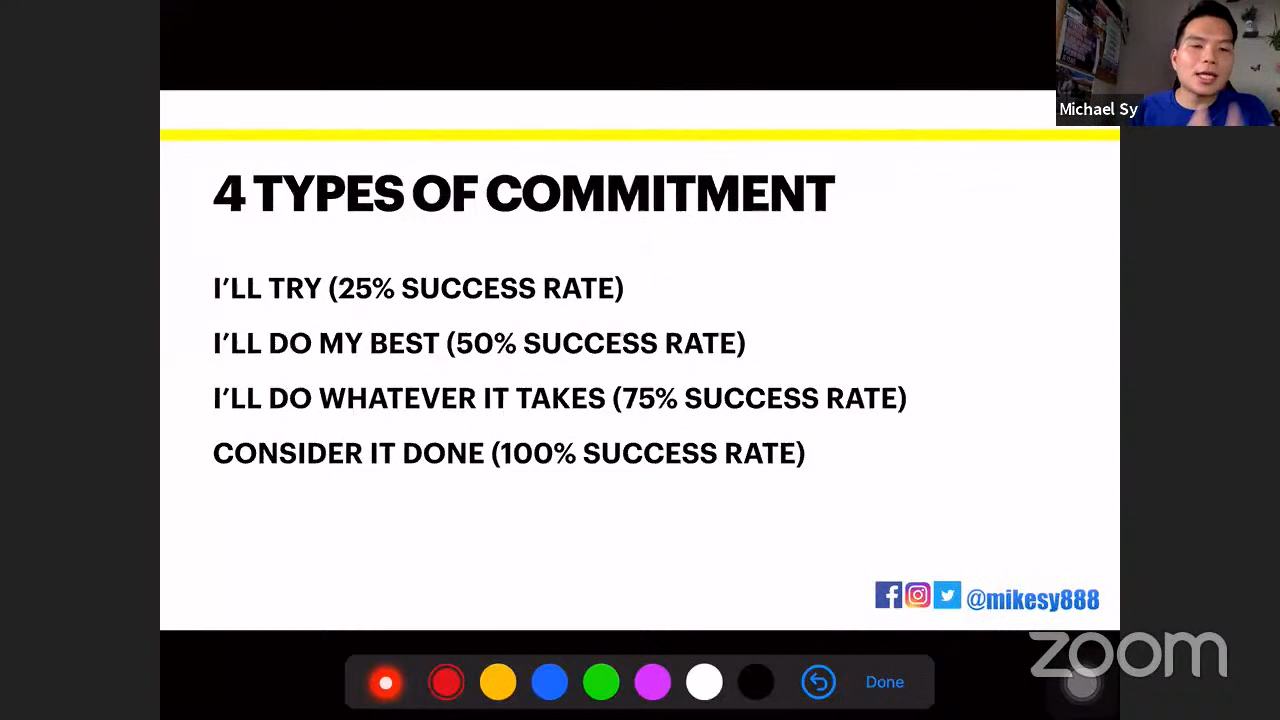 Michael Sy
4 TYPES OF COMMITMENT
I'LL TRY (25% SUCCESS RATE)
I'LL DO MY BEST (50% SUCCESS RATE)
I'LL DO WHATEVER IT TAKES (75% SUCCESS RATE)
CONSIDER IT DONE (100% SUCCESS RATE)
@mikesy888
zoom
Done